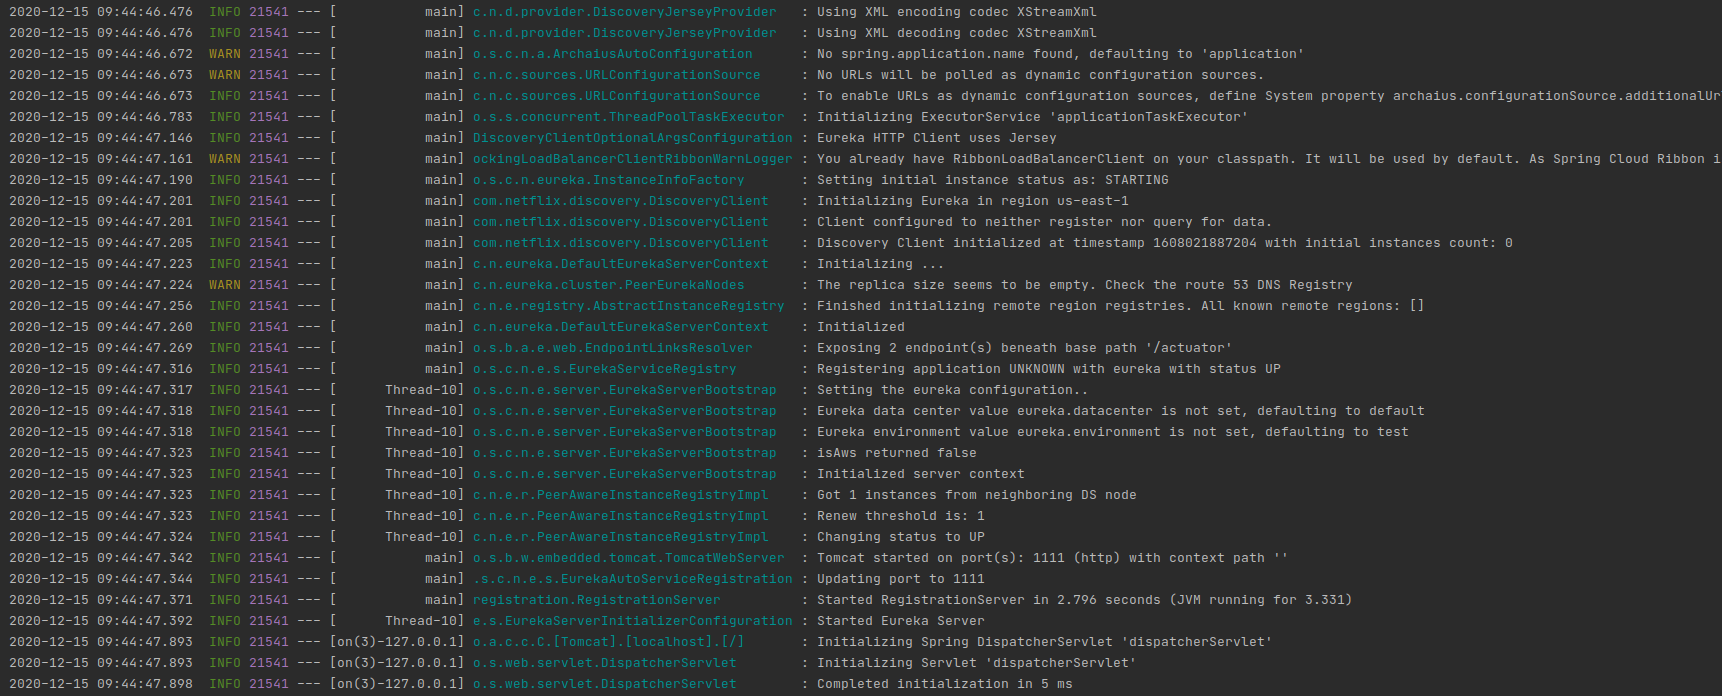 2020-12-15 09:44:46.476  INFO 21541 --- [           main] c.n.d.provider.DiscoveryJerseyProvider   : Using XML encoding codec XStreamXml
2020-12-15 09:44:46.476  INFO 21541 --- [           main] c.n.d.provider.DiscoveryJerseyProvider   : Using XML decoding codec XStreamXml
2020-12-15 09:44:46.672  WARN 21541 --- [           main] o.s.c.n.a.ArchaiusAutoConfiguration      : No spring.application.name found, defaulting to 'application'
2020-12-15 09:44:46.673  WARN 21541 --- [           main] c.n.c.sources.URLConfigurationSource     : No URLs will be polled as dynamic configuration sources.
2020-12-15 09:44:46.673  INFO 21541 --- [           main] c.n.c.sources.URLConfigurationSource     : To enable URLs as dynamic configuration sources, define System property archaius.configurationSource.additionalUr
2020-12-15 09:44:46.783  INFO 21541 --- [           main] o.s.s.concurrent.ThreadPoolTaskExecutor  : Initializing ExecutorService 'applicationTaskExecutor'
2020-12-15 09:44:47.146  INFO 21541 --- [           main] DiscoveryClientOptionalArgsConfiguration : Eureka HTTP Client uses Jersey
2020-12-15 09:44:47.161  WARN 21541 --- [           main] ockingLoadBalancerClientRibbonWarnLogger : You already have RibbonLoadBalancerClient on your classpath. It will be used by default. As Spring Cloud Ribbon i
2020-12-15 09:44:47.190  INFO 21541 --- [           main] o.s.c.n.eureka.InstanceInfoFactory       : Setting initial instance status as: STARTING
2020-12-15 09:44:47.201  INFO 21541 --- [           main] com.netflix.discovery.DiscoveryClient    : Initializing Eureka in region us-east-1
2020-12-15 09:44:47.201  INFO 21541 --- [           main] com.netflix.discovery.DiscoveryClient    : Client configured to neither register nor query for data.
2020-12-15 09:44:47.205  INFO 21541 --- [           main] com.netflix.discovery.DiscoveryClient    : Discovery Client initialized at timestamp 1608021887204 with initial instances count: 0
2020-12-15 09:44:47.223  INFO 21541 --- [           main] c.n.eureka.DefaultEurekaServerContext    : Initializing ...
2020-12-15 09:44:47.224  WARN 21541 --- [           main] c.n.eureka.cluster.PeerEurekaNodes       : The replica size seems to be empty. Check the route 53 DNS Registry
2020-12-15 09:44:47.256  INFO 21541 --- [           main] c.n.e.registry.AbstractInstanceRegistry  : Finished initializing remote region registries. All known remote regions: []
2020-12-15 09:44:47.260  INFO 21541 --- [           main] c.n.eureka.DefaultEurekaServerContext    : Initialized
2020-12-15 09:44:47.269  INFO 21541 --- [           main] o.s.b.a.e.web.EndpointLinksResolver      : Exposing 2 endpoint(s) beneath base path '/actuator'
2020-12-15 09:44:47.316  INFO 21541 --- [           main] o.s.c.n.e.s.EurekaServiceRegistry        : Registering application UNKNOWN with eureka with status UP
2020-12-15 09:44:47.317  INFO 21541 --- [      Thread-10] o.s.c.n.e.server.EurekaServerBootstrap   : Setting the eureka configuration..
2020-12-15 09:44:47.318  INFO 21541 --- [      Thread-10] o.s.c.n.e.server.EurekaServerBootstrap   : Eureka data center value eureka.datacenter is not set, defaulting to default
2020-12-15 09:44:47.318  INFO 21541 --- [      Thread-10] o.s.c.n.e.server.EurekaServerBootstrap   : Eureka environment value eureka.environment is not set, defaulting to test
2020-12-15 09:44:47.323  INFO 21541 --- [      Thread-10] o.s.c.n.e.server.EurekaServerBootstrap   : isAws returned false
2020-12-15 09:44:47.323  INFO 21541 --- [      Thread-10] o.s.c.n.e.server.EurekaServerBootstrap   : Initialized server context
2020-12-15 09:44:47.323  INFO 21541 --- [      Thread-10] c.n.e.r.PeerAwareInstanceRegistryImpl    : Got 1 instances from neighboring DS node
2020-12-15 09:44:47.323  INFO 21541 --- [      Thread-10] c.n.e.r.PeerAwareInstanceRegistryImpl    : Renew threshold is: 1
2020-12-15 09:44:47.324  INFO 21541 --- [      Thread-10] c.n.e.r.PeerAwareInstanceRegistryImpl    : Changing status to UP
2020-12-15 09:44:47.342  INFO 21541 --- [           main] o.s.b.w.embedded.tomcat.TomcatWebServer  : Tomcat started on port(s): 1111 (http) with context path ''
2020-12-15 09:44:47.344  INFO 21541 --- [           main] .s.c.n.e.s.EurekaAutoServiceRegistration : Updating port to 1111
2020-12-15 09:44:47.371  INFO 21541 --- [           main] registration.RegistrationServer          : Started RegistrationServer in 2.796 seconds (JVM running for 3.331)
2020-12-15 09:44:47.392  INFO 21541 --- [      Thread-10] e.s.EurekaServerInitializerConfiguration : Started Eureka Server
2020-12-15 09:44:47.893  INFO 21541 --- [on(3)-127.0.0.1] o.a.c.c.C.[Tomcat].[localhost].[/]       : Initializing Spring DispatcherServlet 'dispatcherServlet'
2020-12-15 09:44:47.893  INFO 21541 --- [on(3)-127.0.0.1] o.s.web.servlet.DispatcherServlet        : Initializing Servlet 'dispatcherServlet'
2020-12-15 09:44:47.898  INFO 21541 --- [on(3)-127.0.0.1] o.s.web.servlet.DispatcherServlet        : Completed initialization in 5 ms